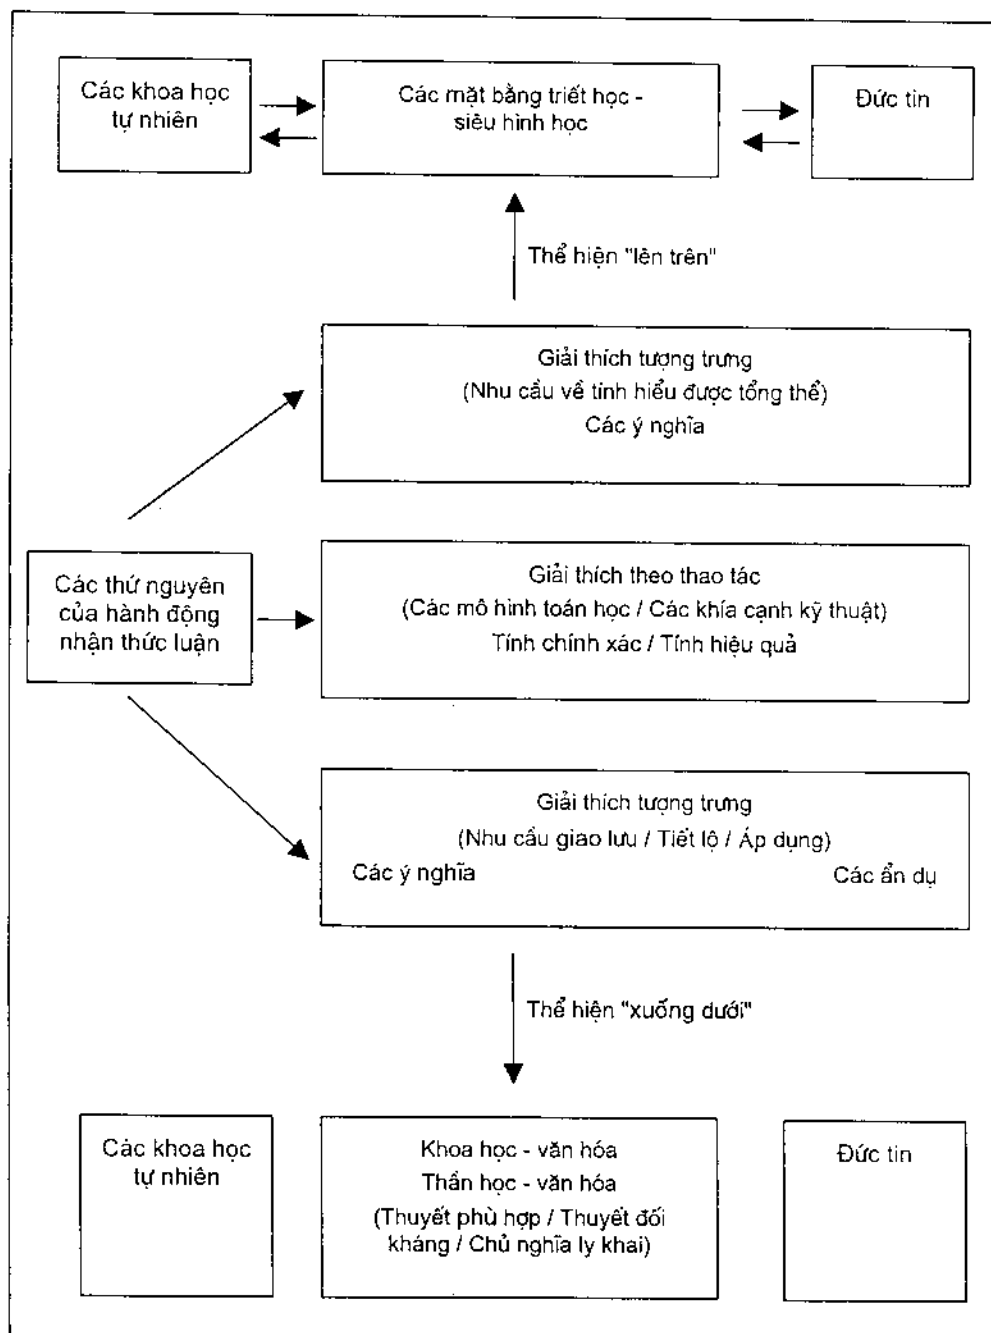 Các khoa học
tự nhiên
Các mặt bằng triết học -
siêu hình học
Đức tin
Thể hiện "lên trên"
Giải thích tượng trưng
(Nhu cầu về tính hiểu được tổng thể)
Các ý nghĩa
Các thứ nguyên
của hành động
nhận thức luận
Giải thích theo thao tác
(Các mô hình toán học / Các khía cạnh kỹ thuật)
Tính chính xác / Tính hiệu quả
Giải thích tượng trưng
(Nhu cầu giao lưu / Tiết lộ / Áp dụng)
Các ý nghĩa
Các ẩn dụ
Thể hiện "xuống dưới"
Các khoa học
tự nhiên
Khoa học - văn hóa
Thần học - văn hóa
(Thuyết phù hợp / Thuyết đối
kháng / Chủ nghĩa ly khai)
Đức tin